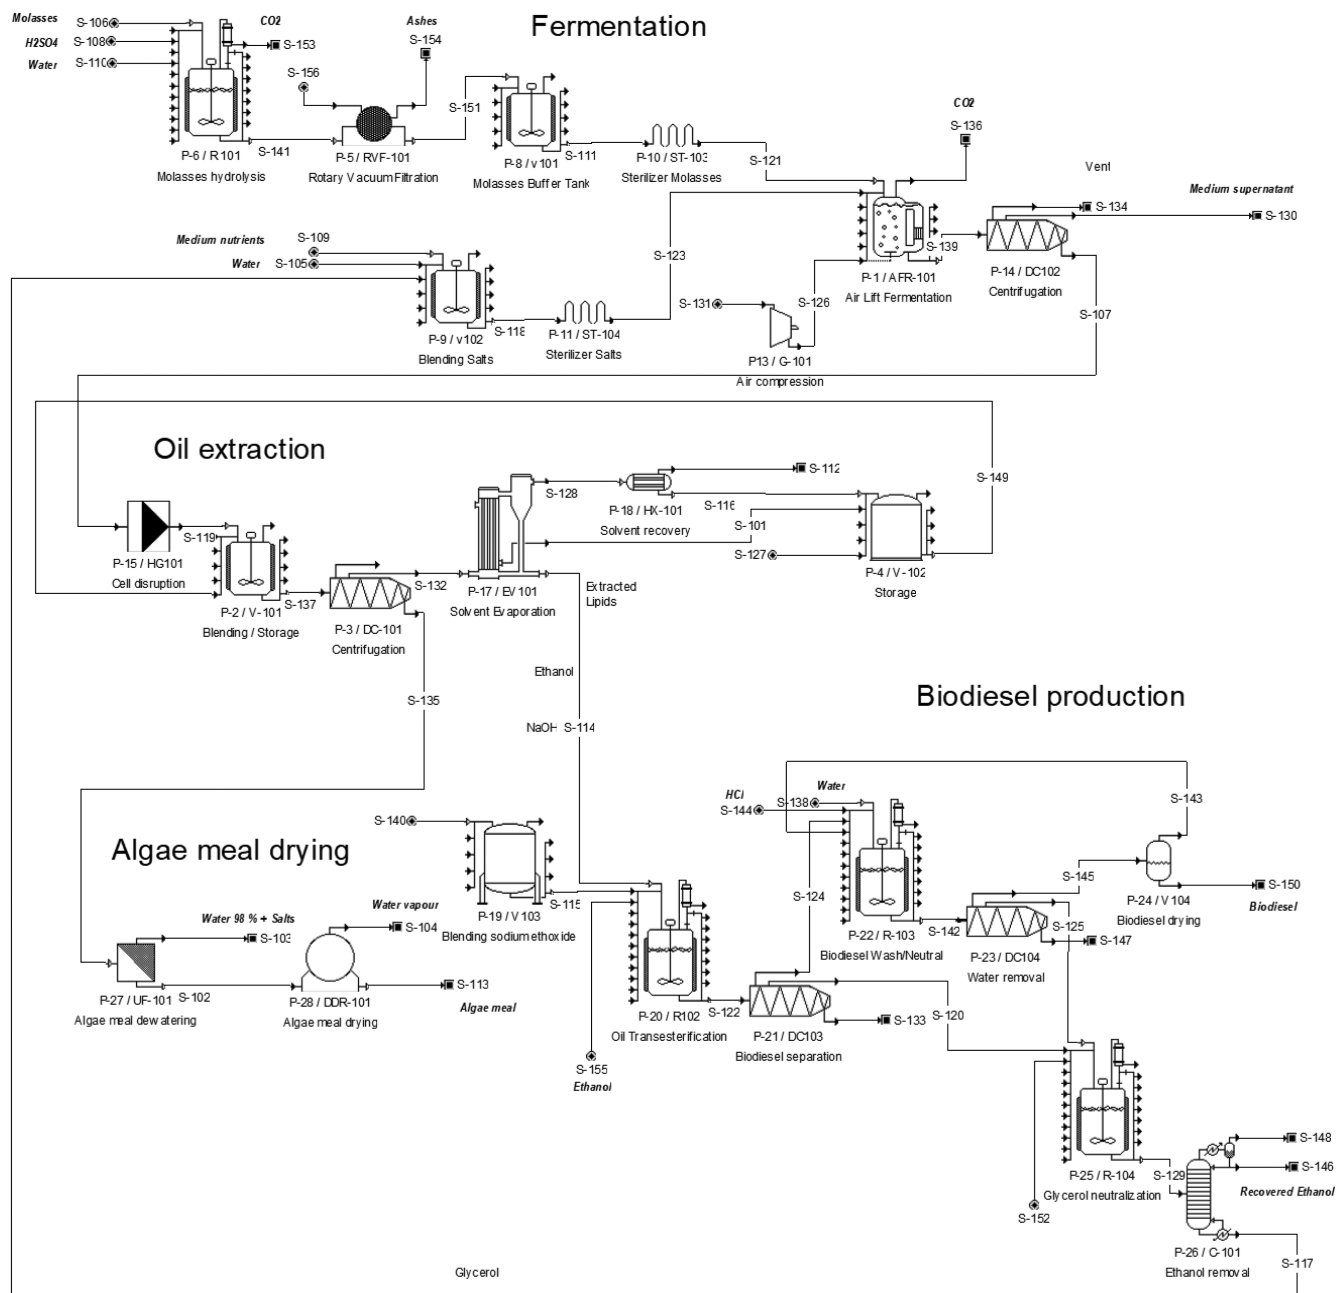 Fermentation
Molasses
S-106
H2SO4
S-108
Water
S-110
CO2
S-153
Ashes
S-154
S-156
S-151
S-141
P-6 / R101
Molasses hydrolysis
P-5 / RVF-101
Rotary Vacuum Filtration
P-8 / v101
Molasses Buffer Tank
S-111
P-10 / ST-103
Sterilizer Molasses
S-121
CO2
S-136
Vent
S-134
Medium supernatant
S-130
S-139
P-1 / AFR-101
Air Lift Fermentation
P-14 / DC102
Centrifugation
S-107
Medium nutrients
S-109
Water
S-105
S-123
S-131
S-126
P-9 / v102
Blending Salts
S-118
P-11 / ST-104
Sterilizer Salts
P13 / G-101
Air compression
Oil extraction
S-112
S-128
S-149
P-18 / HX-101
Solvent recovery
S-116
S-101
S-127
P-4 / V-102
Storage
S-119
P-15 / HG101
Cell disruption
P-2 / V-101
Blending / Storage
S-137
P-3 / DC-101
Centrifugation
S-132
P-17 / EV101
Solvent Evaporation
Extracted
Lipids
Ethanol
S-135
NaOH
S-114
Biodiesel production
HCl
S-144
Water
S-138
S-143
S-140
Algae meal drying
S-124
S-145
S-150
Biodiesel
P-24 / V104
Biodiesel drying
P-19 / V103
Blending sodium ethoxide
S-115
Water 98 % + Salts
S-103
Water vapour
S-104
P-22 / R-103
Biodiesel Wash/Neutral
S-142
S-125
P-23 / DC104
Water removal
S-147
P-27 / UF-101
Algae meal dewatering
S-102
P-28 / DDR-101
Algae meal drying
S-113
Algae meal
P-20 / R102
Oil Transesterification
S-122
P-21 / DC103
Biodiesel separation
S-133
S-120
S-155
Ethanol
S-148
S-146
Recovered Ethanol
P-25 / R-104
Glycerol neutralization
S-129
S-152
P-26 / C-101
Ethanol removal
S-117
Glycerol